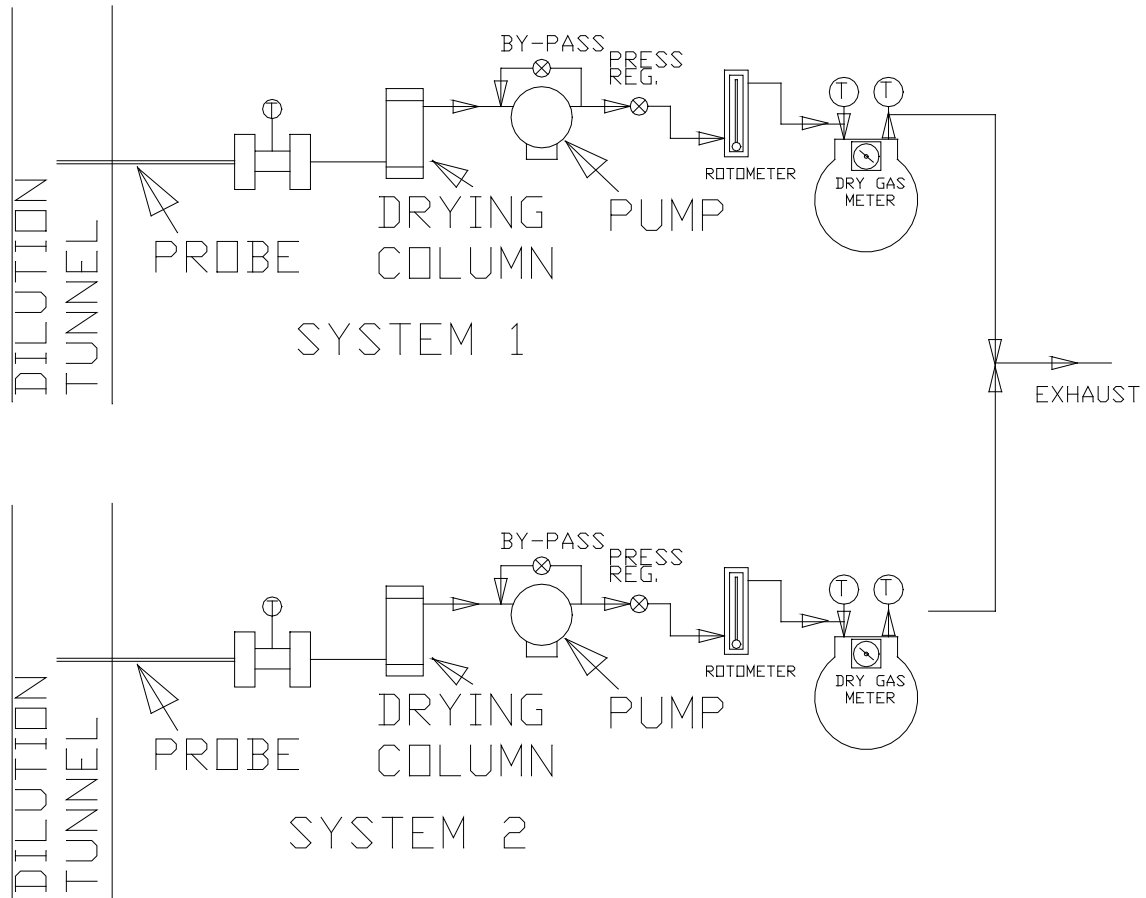 BY-PASS
PRESS
REG.
T
T
T
ROTOMETER
DRY GAS
METER
DILUTION
TUNNEL
PROBE
DRYING
COLUMN
PUMP
SYSTEM 1
EXHAUST
BY-PASS
PRESS
REG.
T
T
T
ROTOMETER
DRY GAS
METER
DILUTION
TUNNEL
PROBE
DRYING
COLUMN
PUMP
SYSTEM 2